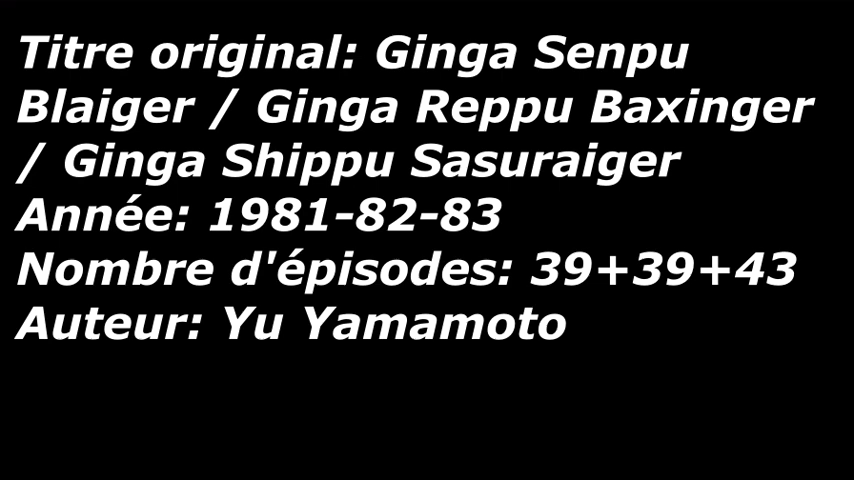 Titre original: Ginga Senpu
Blaiger / Ginga Reppu Baxinger
/ Ginga Shippu Sasuraiger
Année: 1981-82-83
Nombre d'épisodes: 39+39+43
Auteur: Yu Yamamoto